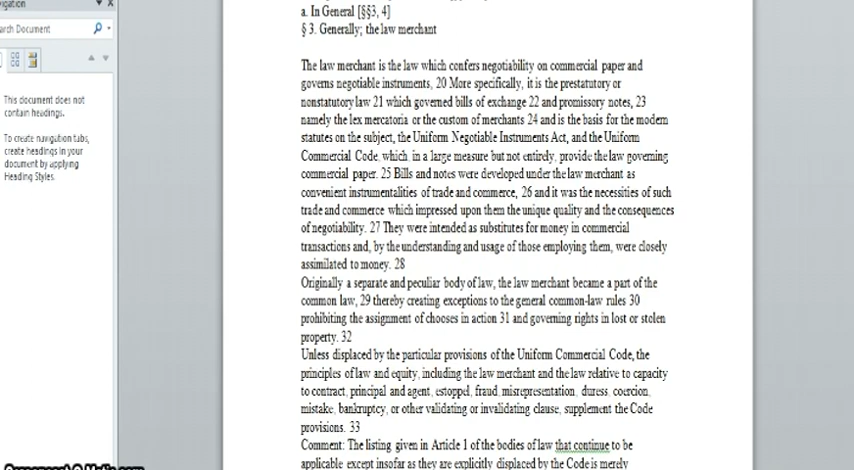 vigation
arch Document
This document does not
contain headings.
To create navigation tabs,
create headings in your
document by applying
Heading Styles.
a. In General [§§3, 4]
§ 3. Generally; the law merchant
The law merchant is the law which confers negotiability on commercial paper and
governs negotiable instruments, 20 More specifically, it is the prestatutory or
nonstatutory law 21 which governed bills of exchange 22 and promissory notes, 23
namely the lex mercatoria or the custom of merchants 24 and is the basis for the modern
statutes on the subject, the Uniform Negotiable Instruments Act, and the Uniform
Commercial Code, which, in a large measure but not entirely, provide the law governing
commercial paper. 25 Bills and notes were developed under the law merchant as
convenient instrumentalities of trade and commerce, 26 and it was the necessities of such
trade and commerce which impressed upon them the unique quality and the consequences
of negotiability. 27 They were intended as substitutes for money in commercial
transactions and, by the understanding and usage of those employing them, were closely
assimilated to money. 28
Originally a separate and peculiar body of law, the law merchant became a part of the
common law, 29 thereby creating exceptions to the general common-law rules 30
prohibiting the assignment of chooses in action 31 and governing rights in lost or stolen
property. 32
Unless displaced by the particular provisions of the Uniform Commercial Code, the
principles of law and equity, including the law merchant and the law relative to capacity
to contract, principal and agent, estoppel, fraud, misrepresentation, duress, coercion,
mistake, bankruptcy, or other validating or invalidating clause, supplement the Code
provisions. 33
Comment: The listing given in Article 1 of the bodies of law that continue to be
applicable except insofar as they are explicitly displaced by the Code is merely